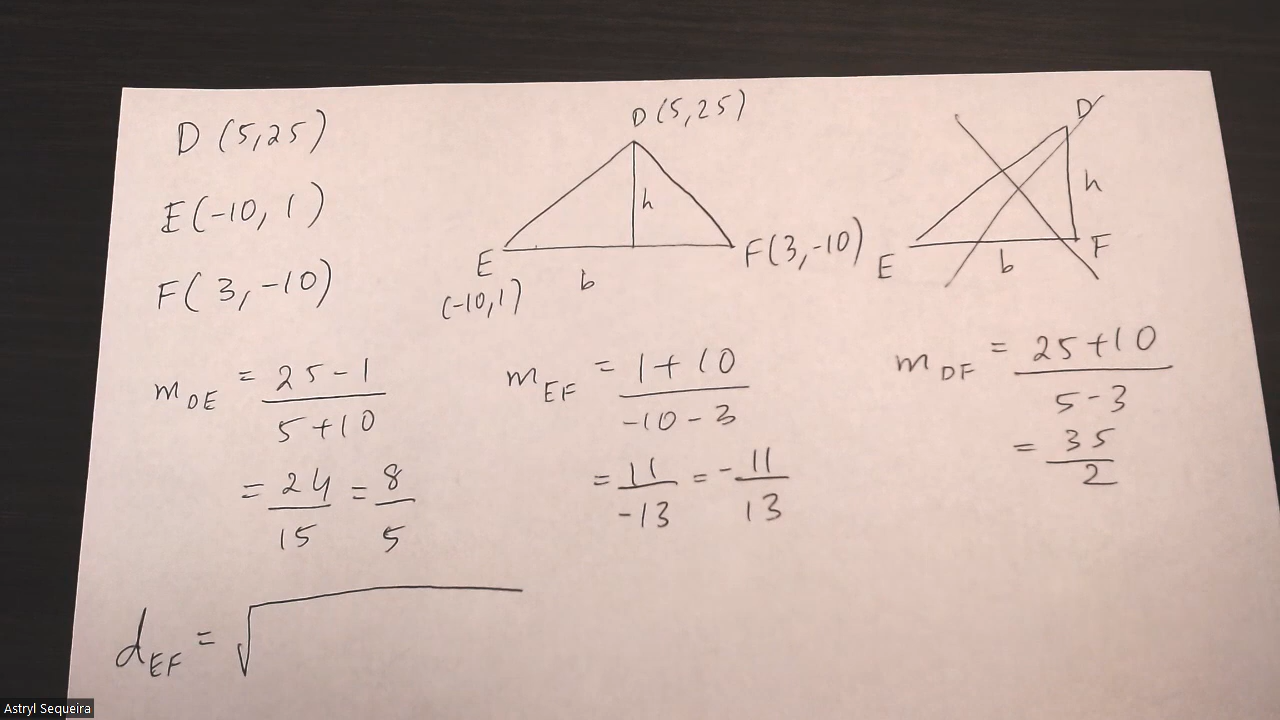 D (5,25)
E(-10, 1)
F( 3, -10)
D (5,25)
h
E
(-10,1)
b
F(3,-10)
D
h
E
b
F
m_DE = (25-1)/(5+10)
= 24/15 = 8/5
m_EF = (1+10)/(-10-3)
= 11/-13 = -11/13
m_DF = (25+10)/(5-3)
= 35/2
d_EF = √
Astryl Sequeira